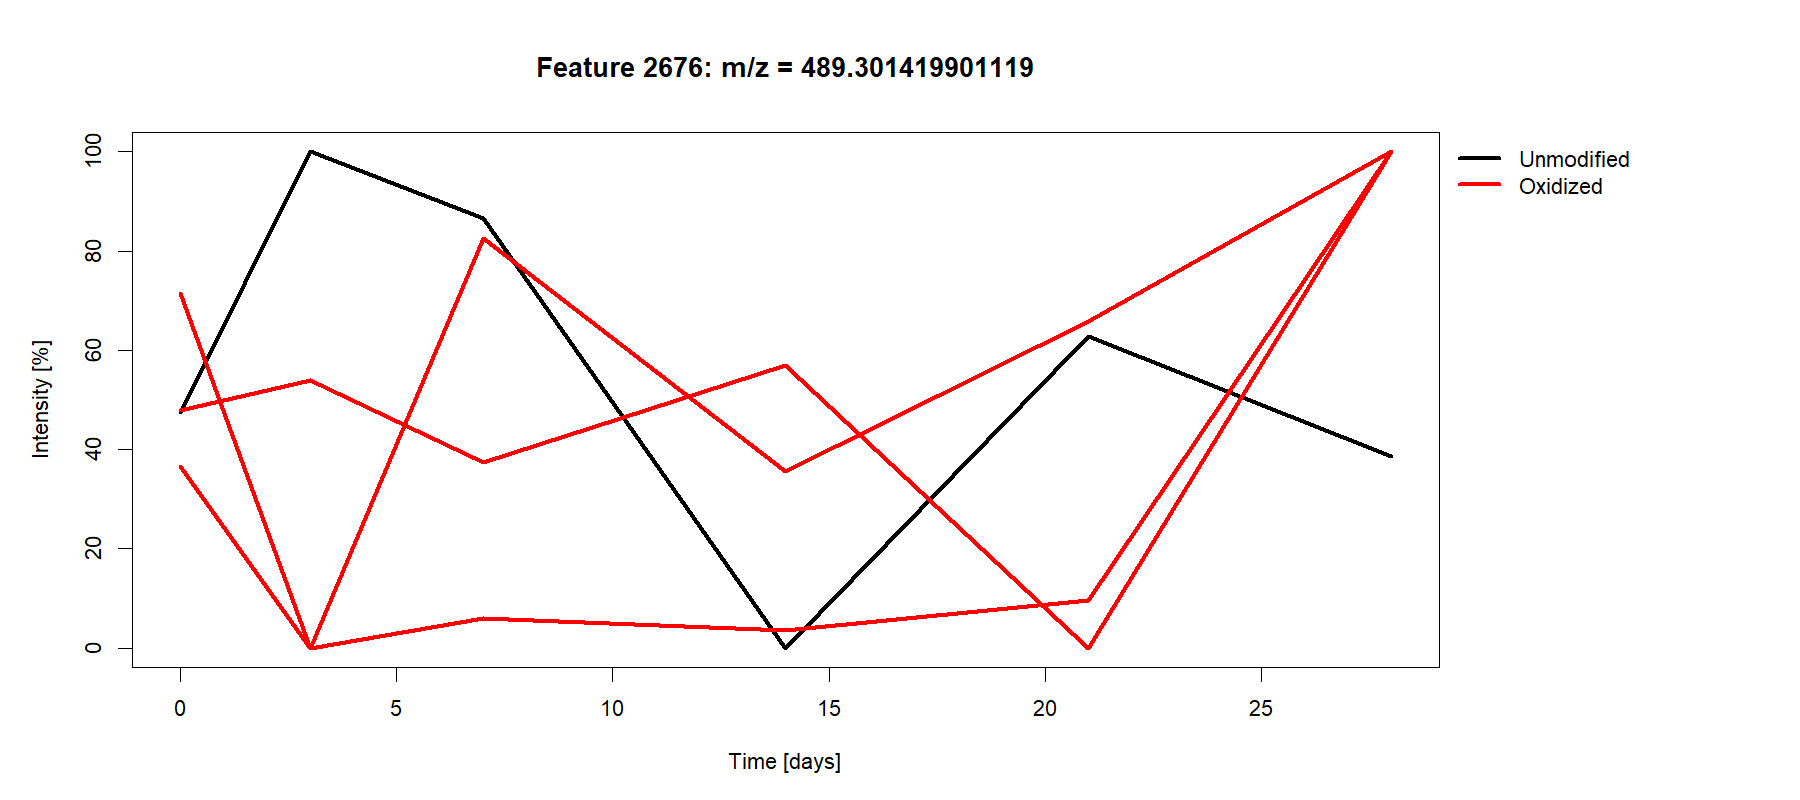 Feature 2676: m/z = 489.301419901119
Unmodified
Oxidized
Intensity [%]
100
80
60
40
20
0
0 5 10 15 20 25
Time [days]